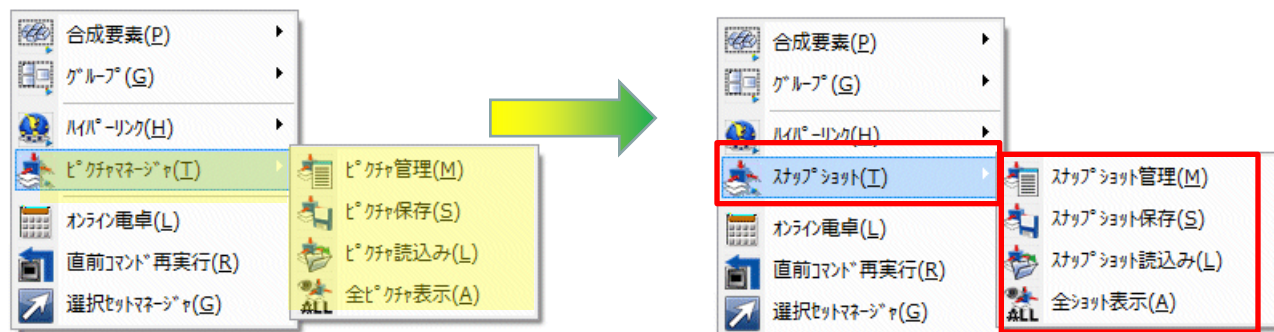 合成要素(P)
ｸﾞﾙｰﾌﾟ(G)
ﾊｲﾊﾟｰﾘﾝｸ(H)
ﾋﾟｸﾁｬﾏﾈｰｼﾞｬ(T)
ｵﾝﾗｲﾝ電卓(L)
直前ｺﾏﾝﾄﾞ再実行(R)
選択ｾｯﾄﾏﾈｰｼﾞｬ(G)
ﾋﾟｸﾁｬ管理(M)
ﾋﾟｸﾁｬ保存(S)
ﾋﾟｸﾁｬ読込み(L)
全ﾋﾟｸﾁｬ表示(A)
ALL
合成要素(P)
ｸﾞﾙｰﾌﾟ(G)
ﾊｲﾊﾟｰﾘﾝｸ(H)
ｽﾅｯﾌﾟｼｮｯﾄ(T)
ｵﾝﾗｲﾝ電卓(L)
直前ｺﾏﾝﾄﾞ再実行(R)
選択ｾｯﾄﾏﾈｰｼﾞｬ(G)
ｽﾅｯﾌﾟｼｮｯﾄ管理(M)
ｽﾅｯﾌﾟｼｮｯﾄ保存(S)
ｽﾅｯﾌﾟｼｮｯﾄ読込み(L)
全ｼｮｯﾄ表示(A)
ALL